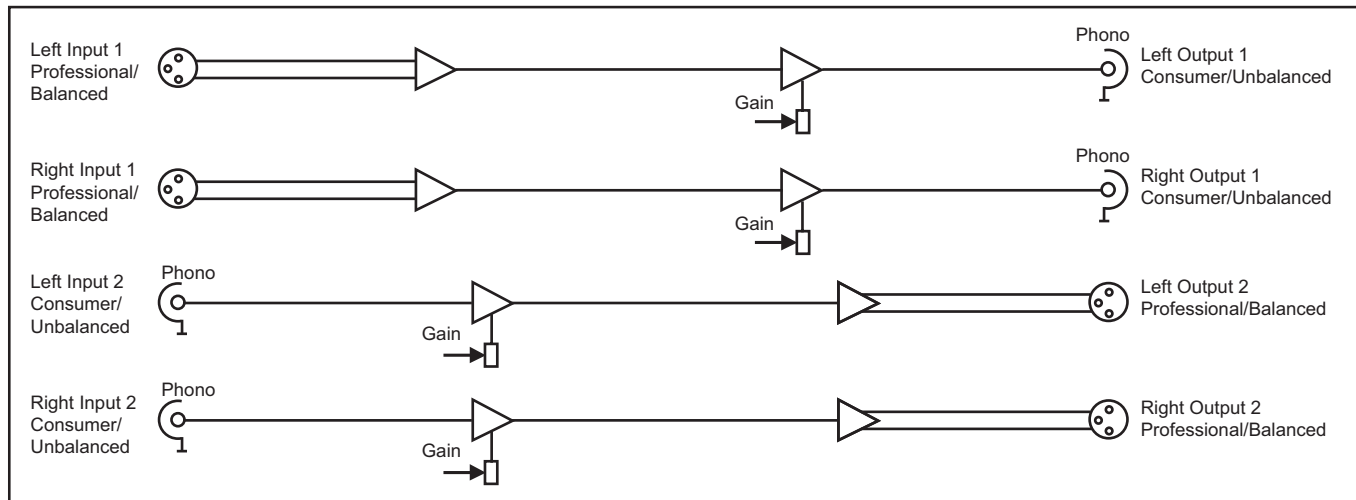 Left Input 1
Professional/
Balanced
Gain
Phono
Left Output 1
Consumer/Unbalanced
Right Input 1
Professional/
Balanced
Gain
Phono
Right Output 1
Consumer/Unbalanced
Left Input 2
Consumer/
Unbalanced
Phono
Gain
Left Output 2
Professional/Balanced
Right Input 2
Consumer/
Unbalanced
Phono
Gain
Right Output 2
Professional/Balanced